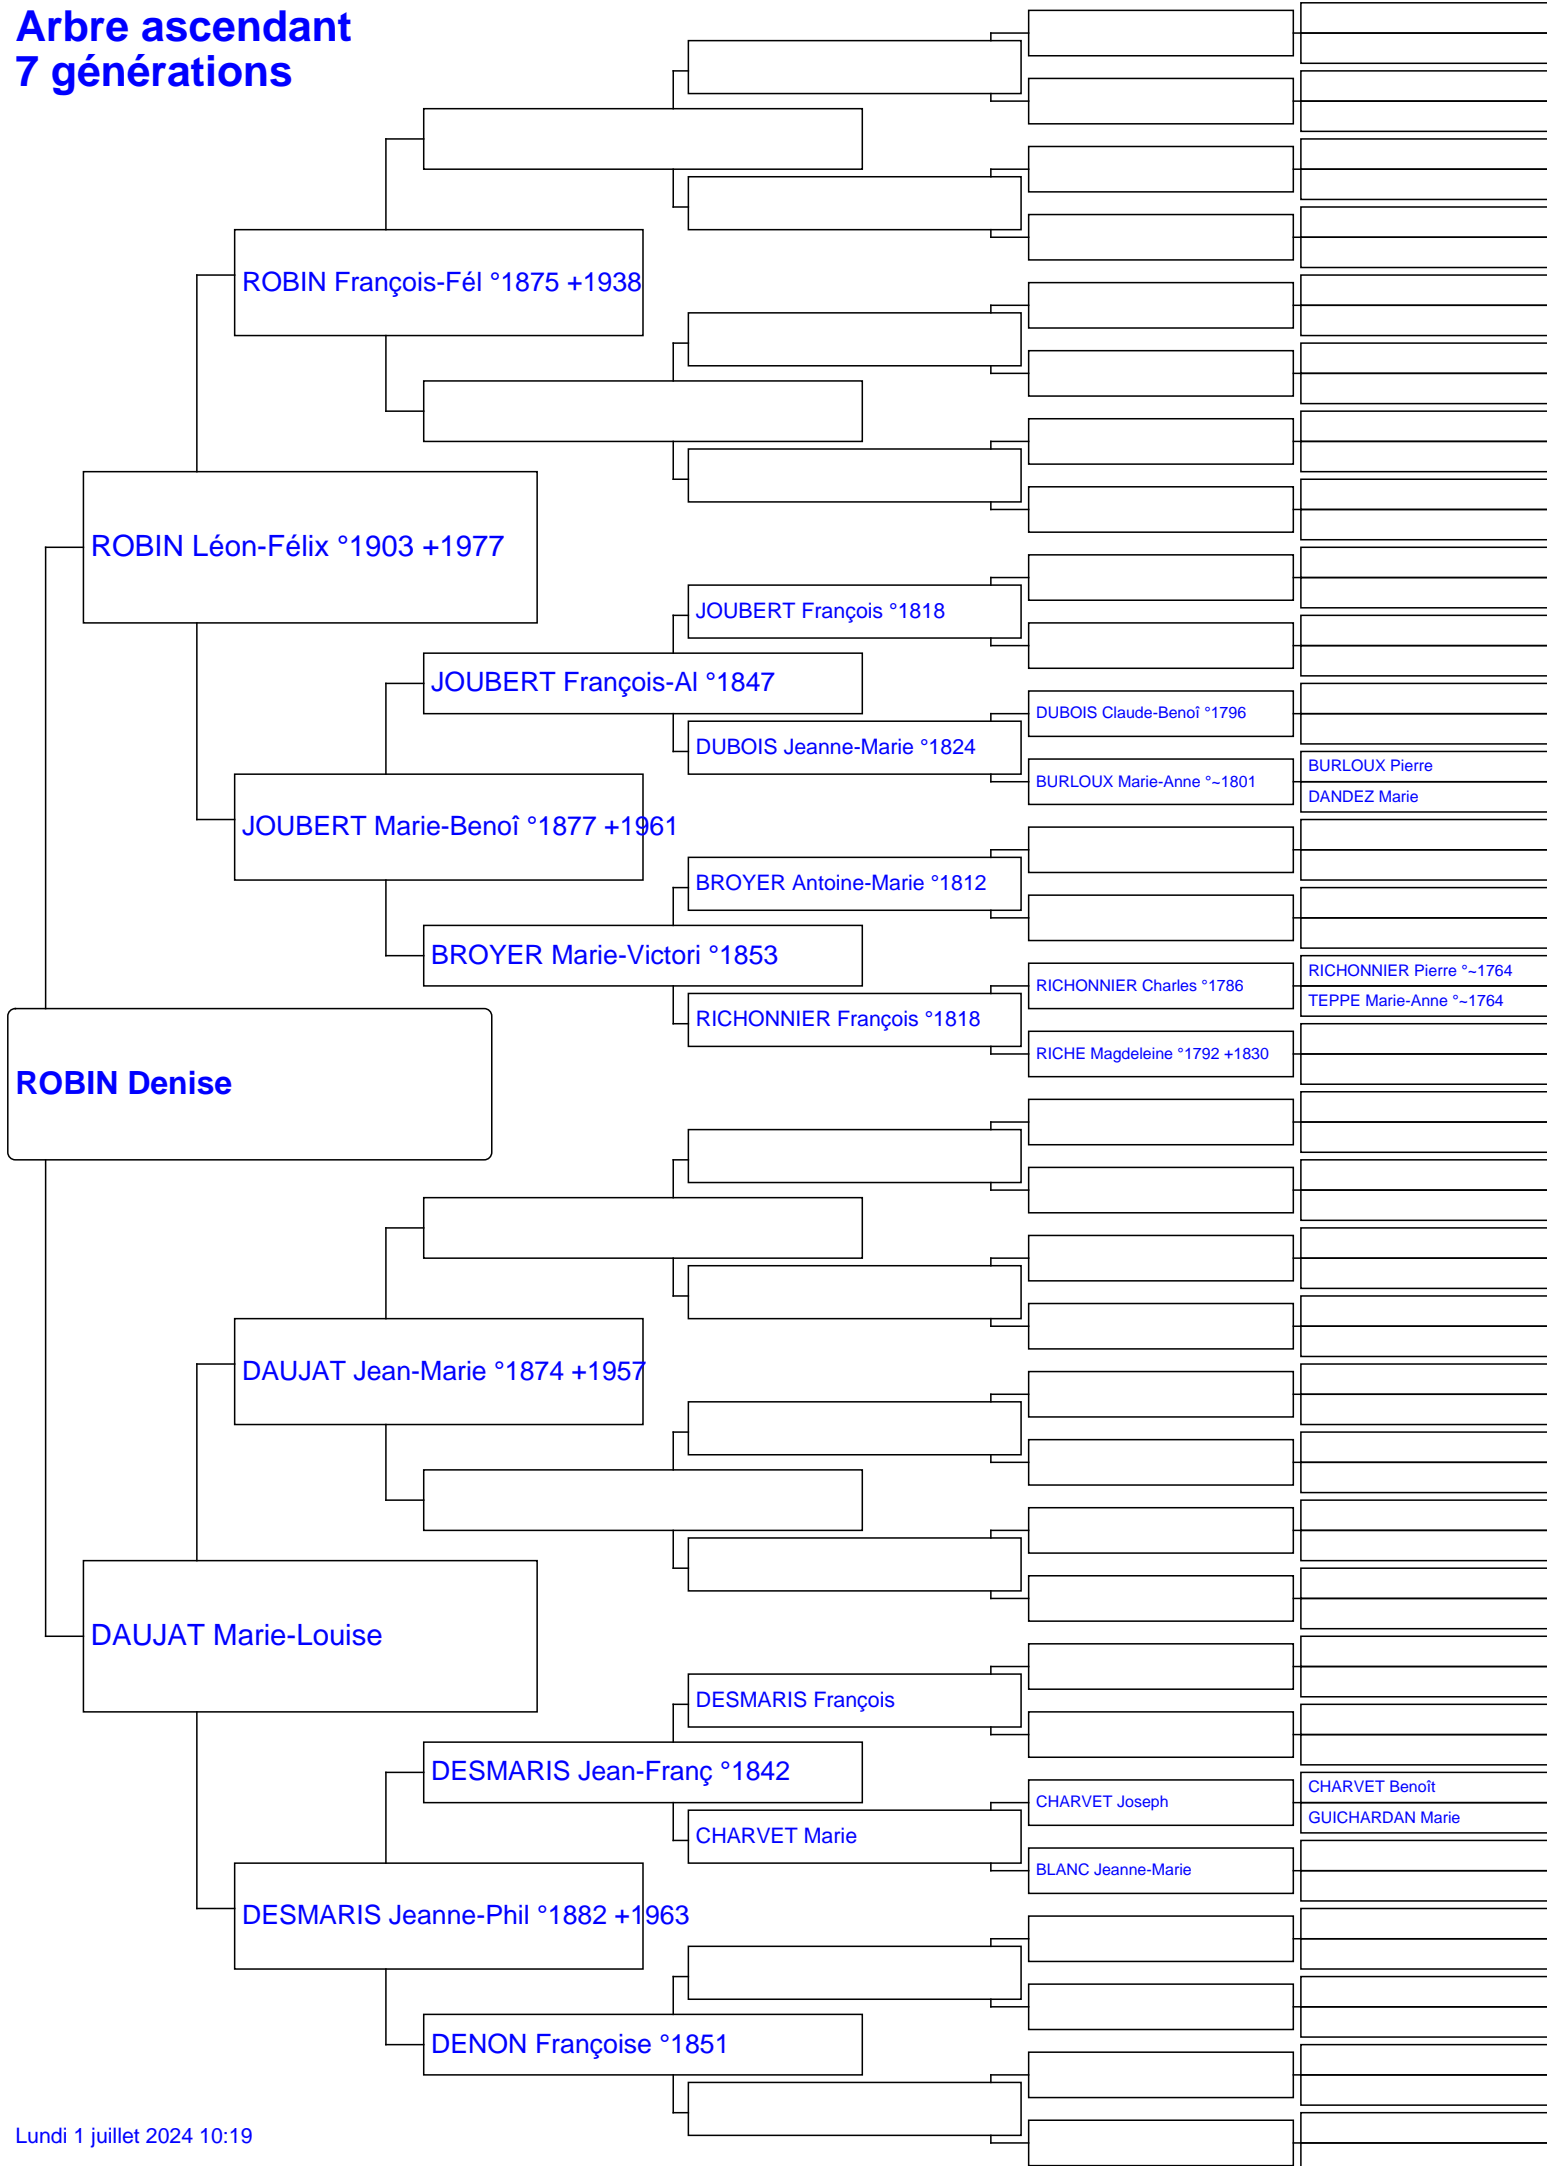 Arbre ascendant
7 générations
ROBIN François-Fél °1875 +1938
ROBIN Léon-Félix °1903 +1977
JOUBERT François °1818
JOUBERT François-Al °1847
DUBOIS Claude-Benoî °1796
DUBOIS Jeanne-Marie °1824
BURLOUX Pierre
BURLOUX Marie-Anne °~1801
DANDEZ Marie
JOUBERT Marie-Benoî °1877 +1961
BROYER Antoine-Marie °1812
BROYER Marie-Victori °1853
RICHONNIER Pierre °~1764
RICHONNIER Charles °1786
TEPPE Marie-Anne °~1764
RICHONNIER François °1818
RICHE Magdeleine °1792 +1830
ROBIN Denise
DAUJAT Jean-Marie °1874 +1957
DAUJAT Marie-Louise
DESMARIS François
DESMARIS Jean-Franç °1842
CHARVET Benoît
CHARVET Joseph
GUICHARDAN Marie
CHARVET Marie
BLANC Jeanne-Marie
DESMARIS Jeanne-Phil °1882 +1963
DENON Françoise °1851
Lundi 1 juillet 2024 10:19